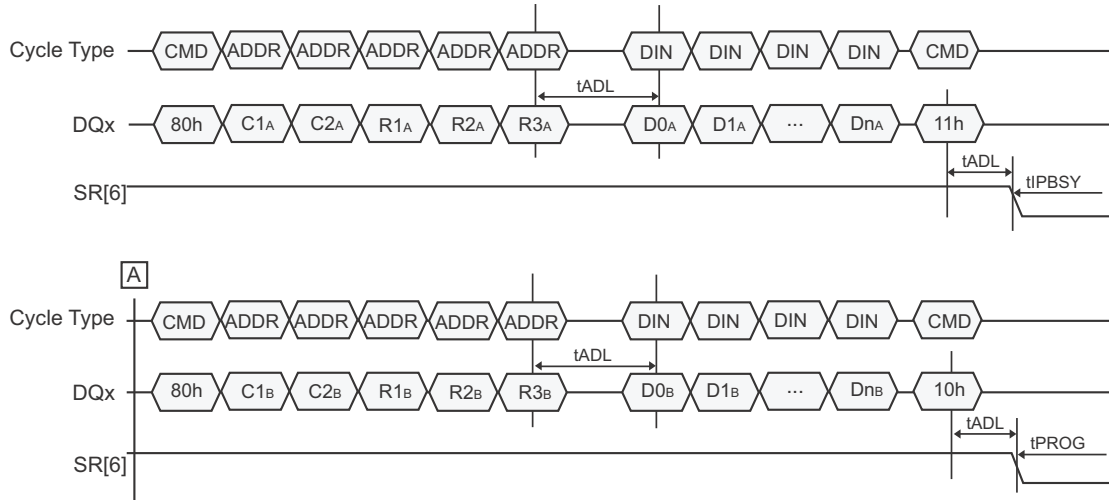 Cycle Type CMD ADDR ADDR ADDR ADDR ADDR DIN DIN DIN DIN CMD
tADL
DQx 80h C1A C2A R1A R2A R3A D0A D1A ... DnA 11h
tADL
SR[6] tIPBSY
A
Cycle Type CMD ADDR ADDR ADDR ADDR ADDR DIN DIN DIN DIN CMD
tADL
DQx 80h C1B C2B R1B R2B R3B D0B D1B ... DnB 10h
tADL
SR[6] tPROG